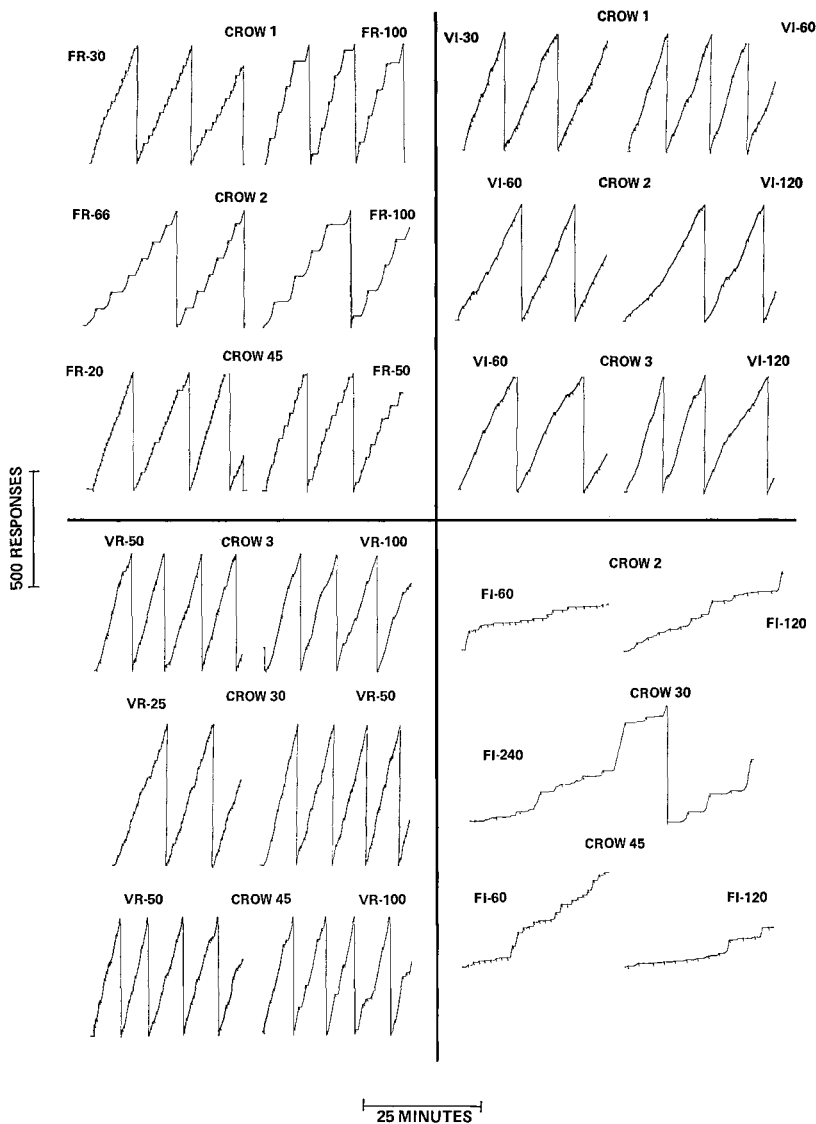 CROW 1
FR-30
FR-100
CROW 2
FR-66
FR-100
CROW 45
FR-20
FR-50
CROW 1
VI-30
VI-60
VI-60
CROW 2
VI-120
VI-60
CROW 3
VI-120
500 RESPONSES
VR-50
CROW 3
VR-100
VR-25
CROW 30
VR-50
VR-50
CROW 45
VR-100
CROW 2
FI-60
FI-120
CROW 30
FI-240
CROW 45
FI-60
FI-120
25 MINUTES